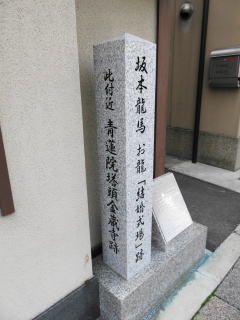 坂本龍馬 お龍「結婚式場」跡
此付近 青蓮院塔頭金蔵寺跡